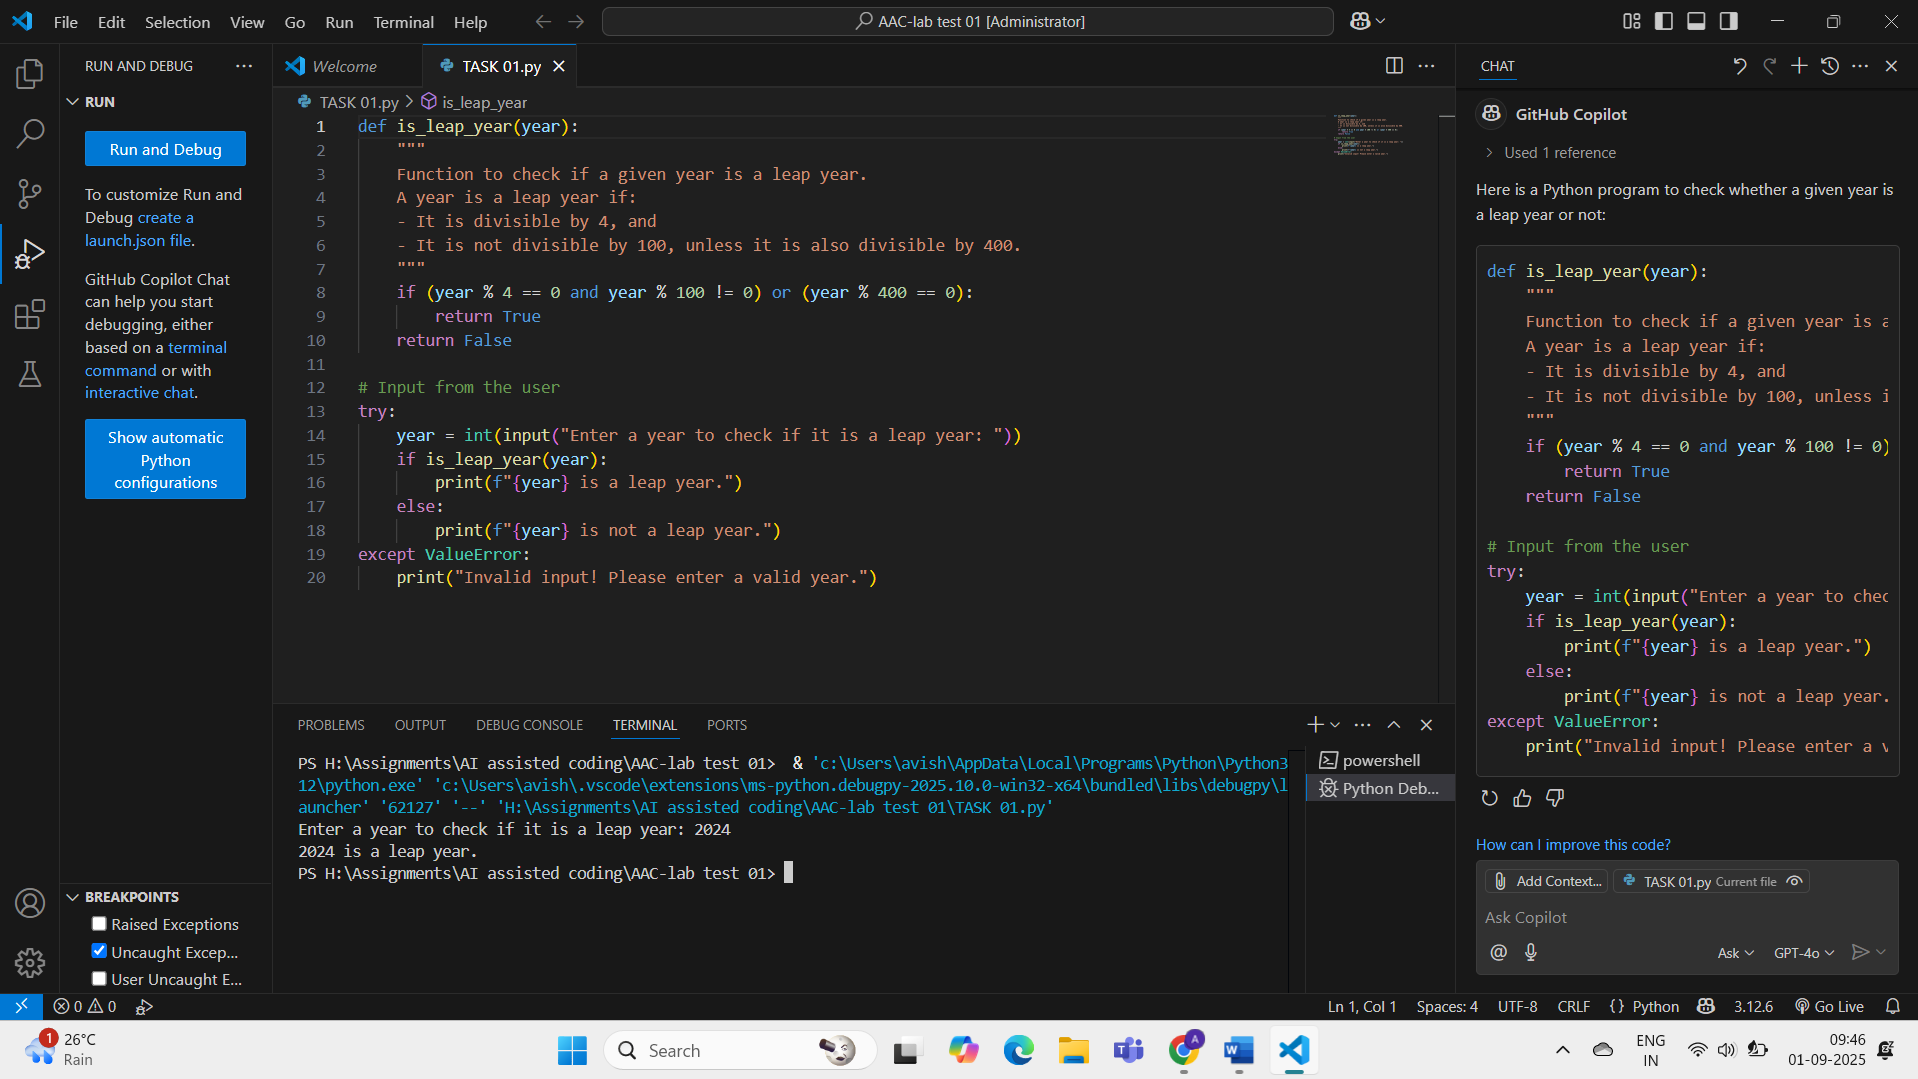 File Edit Selection View Go Run Terminal Help
AAC-lab test 01 [Administrator]
RUN AND DEBUG
RUN
Run and Debug
To customize Run and
Debug create a
launch.json file.
GitHub Copilot Chat
can help you start
debugging, either
based on a terminal
command or with
interactive chat.
Show automatic
Python
configurations
BREAKPOINTS
Raised Exceptions
Uncaught Excep...
User Uncaught E...
Welcome
TASK 01.py
TASK 01.py > is_leap_year
1 def is_leap_year(year):
2 """
3 Function to check if a given year is a leap year.
4 A year is a leap year if:
5 - It is divisible by 4, and
6 - It is not divisible by 100, unless it is also divisible by 400.
7 """
8 if (year % 4 == 0 and year % 100 != 0) or (year % 400 == 0):
9 return True
10 return False
11
12 # Input from the user
13 try:
14 year = int(input("Enter a year to check if it is a leap year: "))
15 if is_leap_year(year):
16 print(f"{year} is a leap year.")
17 else:
18 print(f"{year} is not a leap year.")
19 except ValueError:
20 print("Invalid input! Please enter a valid year.")
PROBLEMS OUTPUT DEBUG CONSOLE TERMINAL PORTS
PS H:\Assignments\AI assisted coding\AAC-lab test 01> & 'c:\Users\avish\AppData\Local\Programs\Python\Python3
12\python.exe' 'c:\Users\avish\.vscode\extensions\ms-python.debugpy-2025.10.0-win32-x64\bundled\libs\debugpy\l
auncher' '62127' '--' 'H:\Assignments\AI assisted coding\AAC-lab test 01\TASK 01.py'
Enter a year to check if it is a leap year: 2024
2024 is a leap year.
PS H:\Assignments\AI assisted coding\AAC-lab test 01>
powershell
Python Deb...
CHAT
GitHub Copilot
Used 1 reference
Here is a Python program to check whether a given year is
a leap year or not:
def is_leap_year(year):
"""
Function to check if a given year is a
A year is a leap year if:
- It is divisible by 4, and
- It is not divisible by 100, unless i
"""
if (year % 4 == 0 and year % 100 != 0)
return True
return False
# Input from the user
try:
year = int(input("Enter a year to chec
if is_leap_year(year):
print(f"{year} is a leap year.")
else:
print(f"{year} is not a leap year.
except ValueError:
print("Invalid input! Please enter a v
How can I improve this code?
Add Context...
TASK 01.py Current file
Ask Copilot
Ask
GPT-4o
0 0
Ln 1, Col 1
Spaces: 4
UTF-8
CRLF
{} Python
3.12.6
Go Live
1
26°C
Rain
Search
A
ENG
IN
09:46
01-09-2025